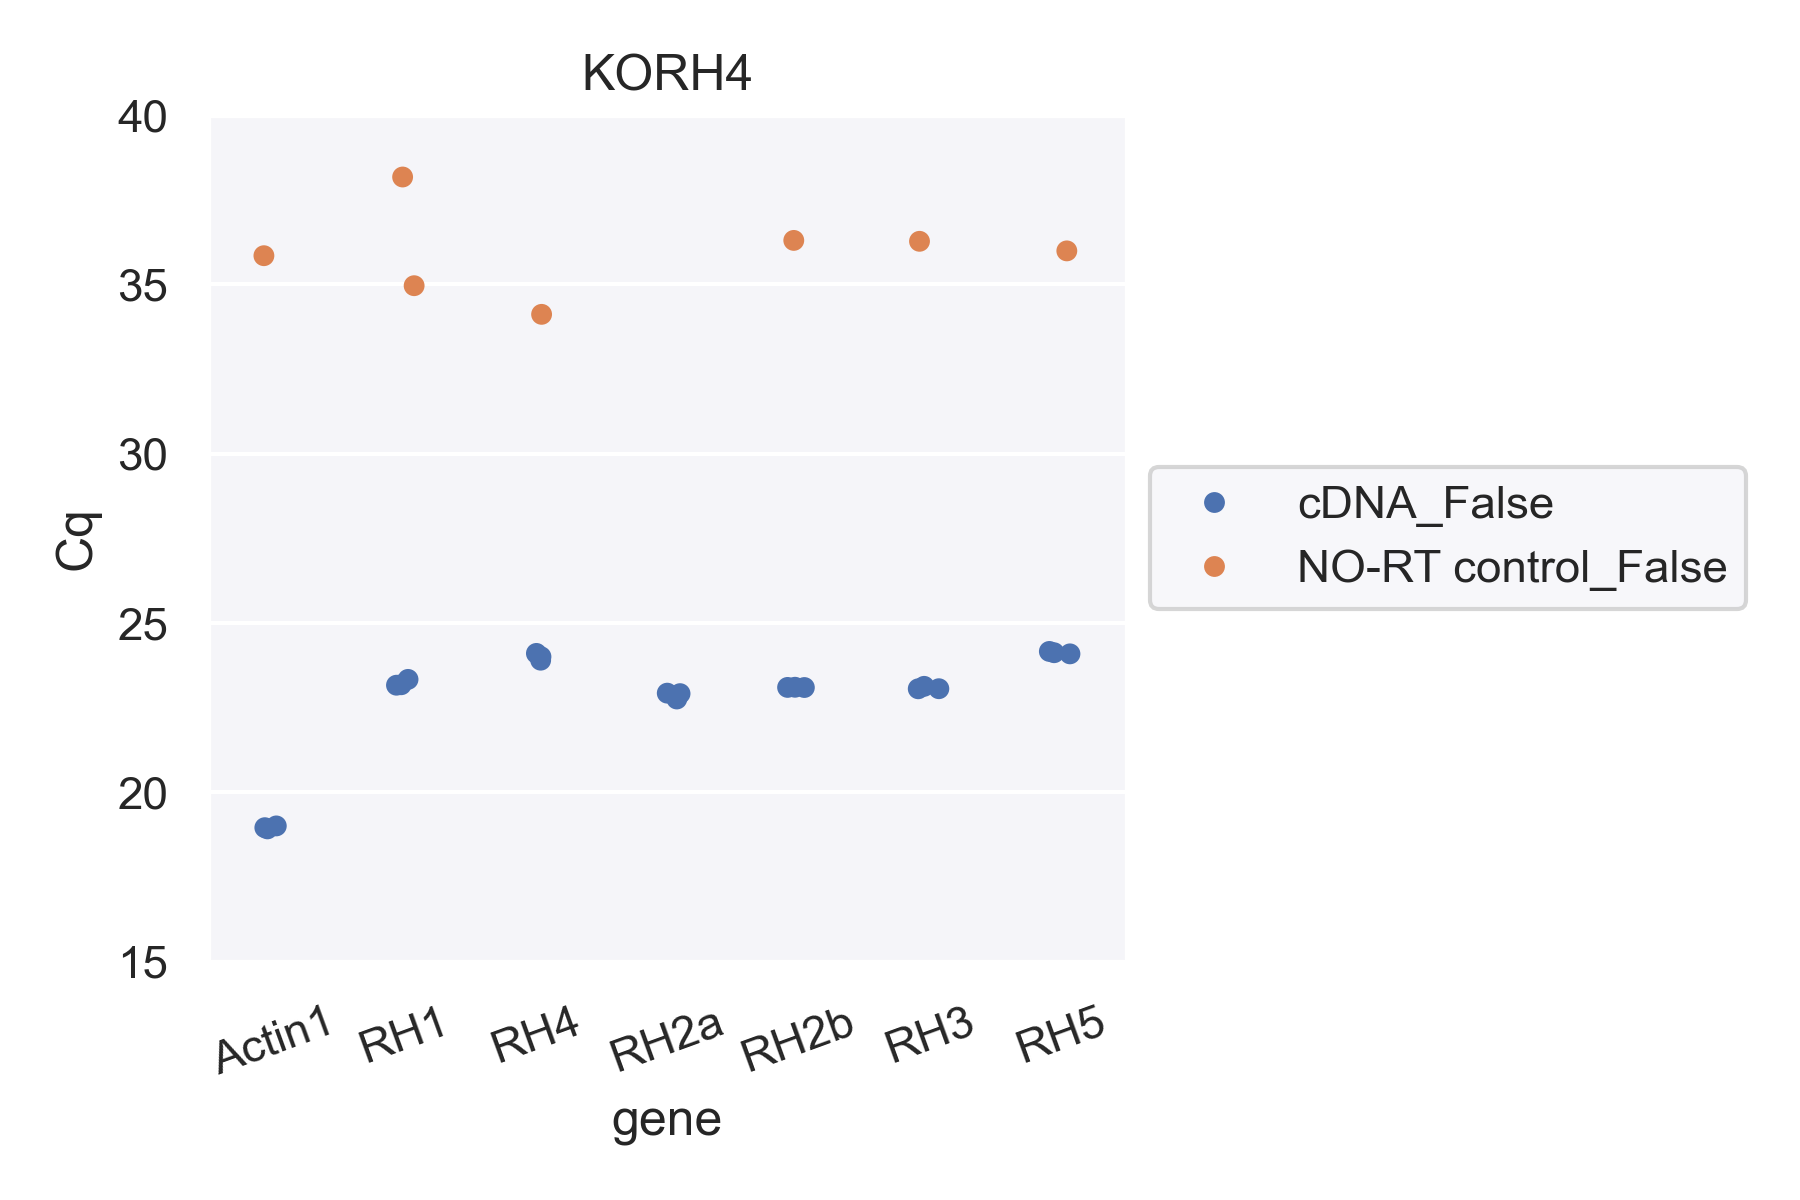 KORH4
40
35
30
25
20
15
Cq
cDNA_False
NO-RT control_False
Actin1 RH1 RH4 RH2a RH2b RH3 RH5
gene